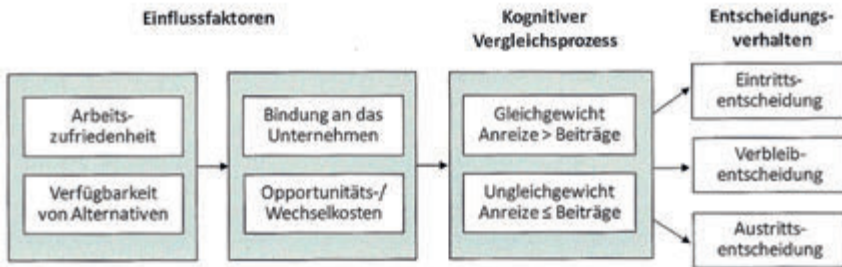 Einflussfaktoren
Kognitiver
Vergleichsprozess
Entscheidungs-
verhalten
Arbeits-
zufriedenheit
Verfügbarkeit
von Alternativen
Bindung an das
Unternehmen
Opportunitäts-/
Wechselkosten
Gleichgewicht
Anreize > Beiträge
Ungleichgewicht
Anreize ≤ Beiträge
Eintritts-
entscheidung
Verbleib-
entscheidung
Austritts-
entscheidung